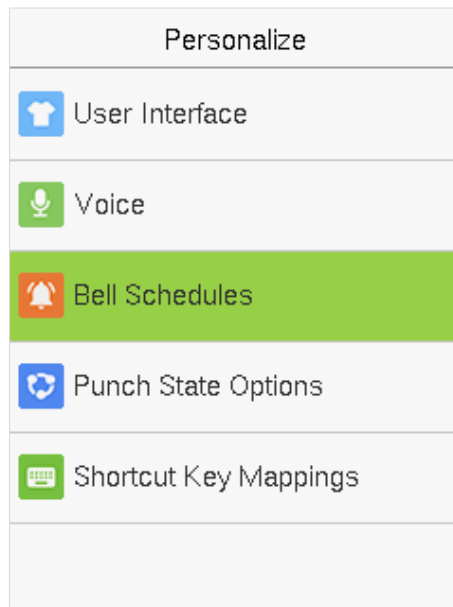 Personalize
User Interface
Voice
Bell Schedules
Punch State Options
Shortcut Key Mappings